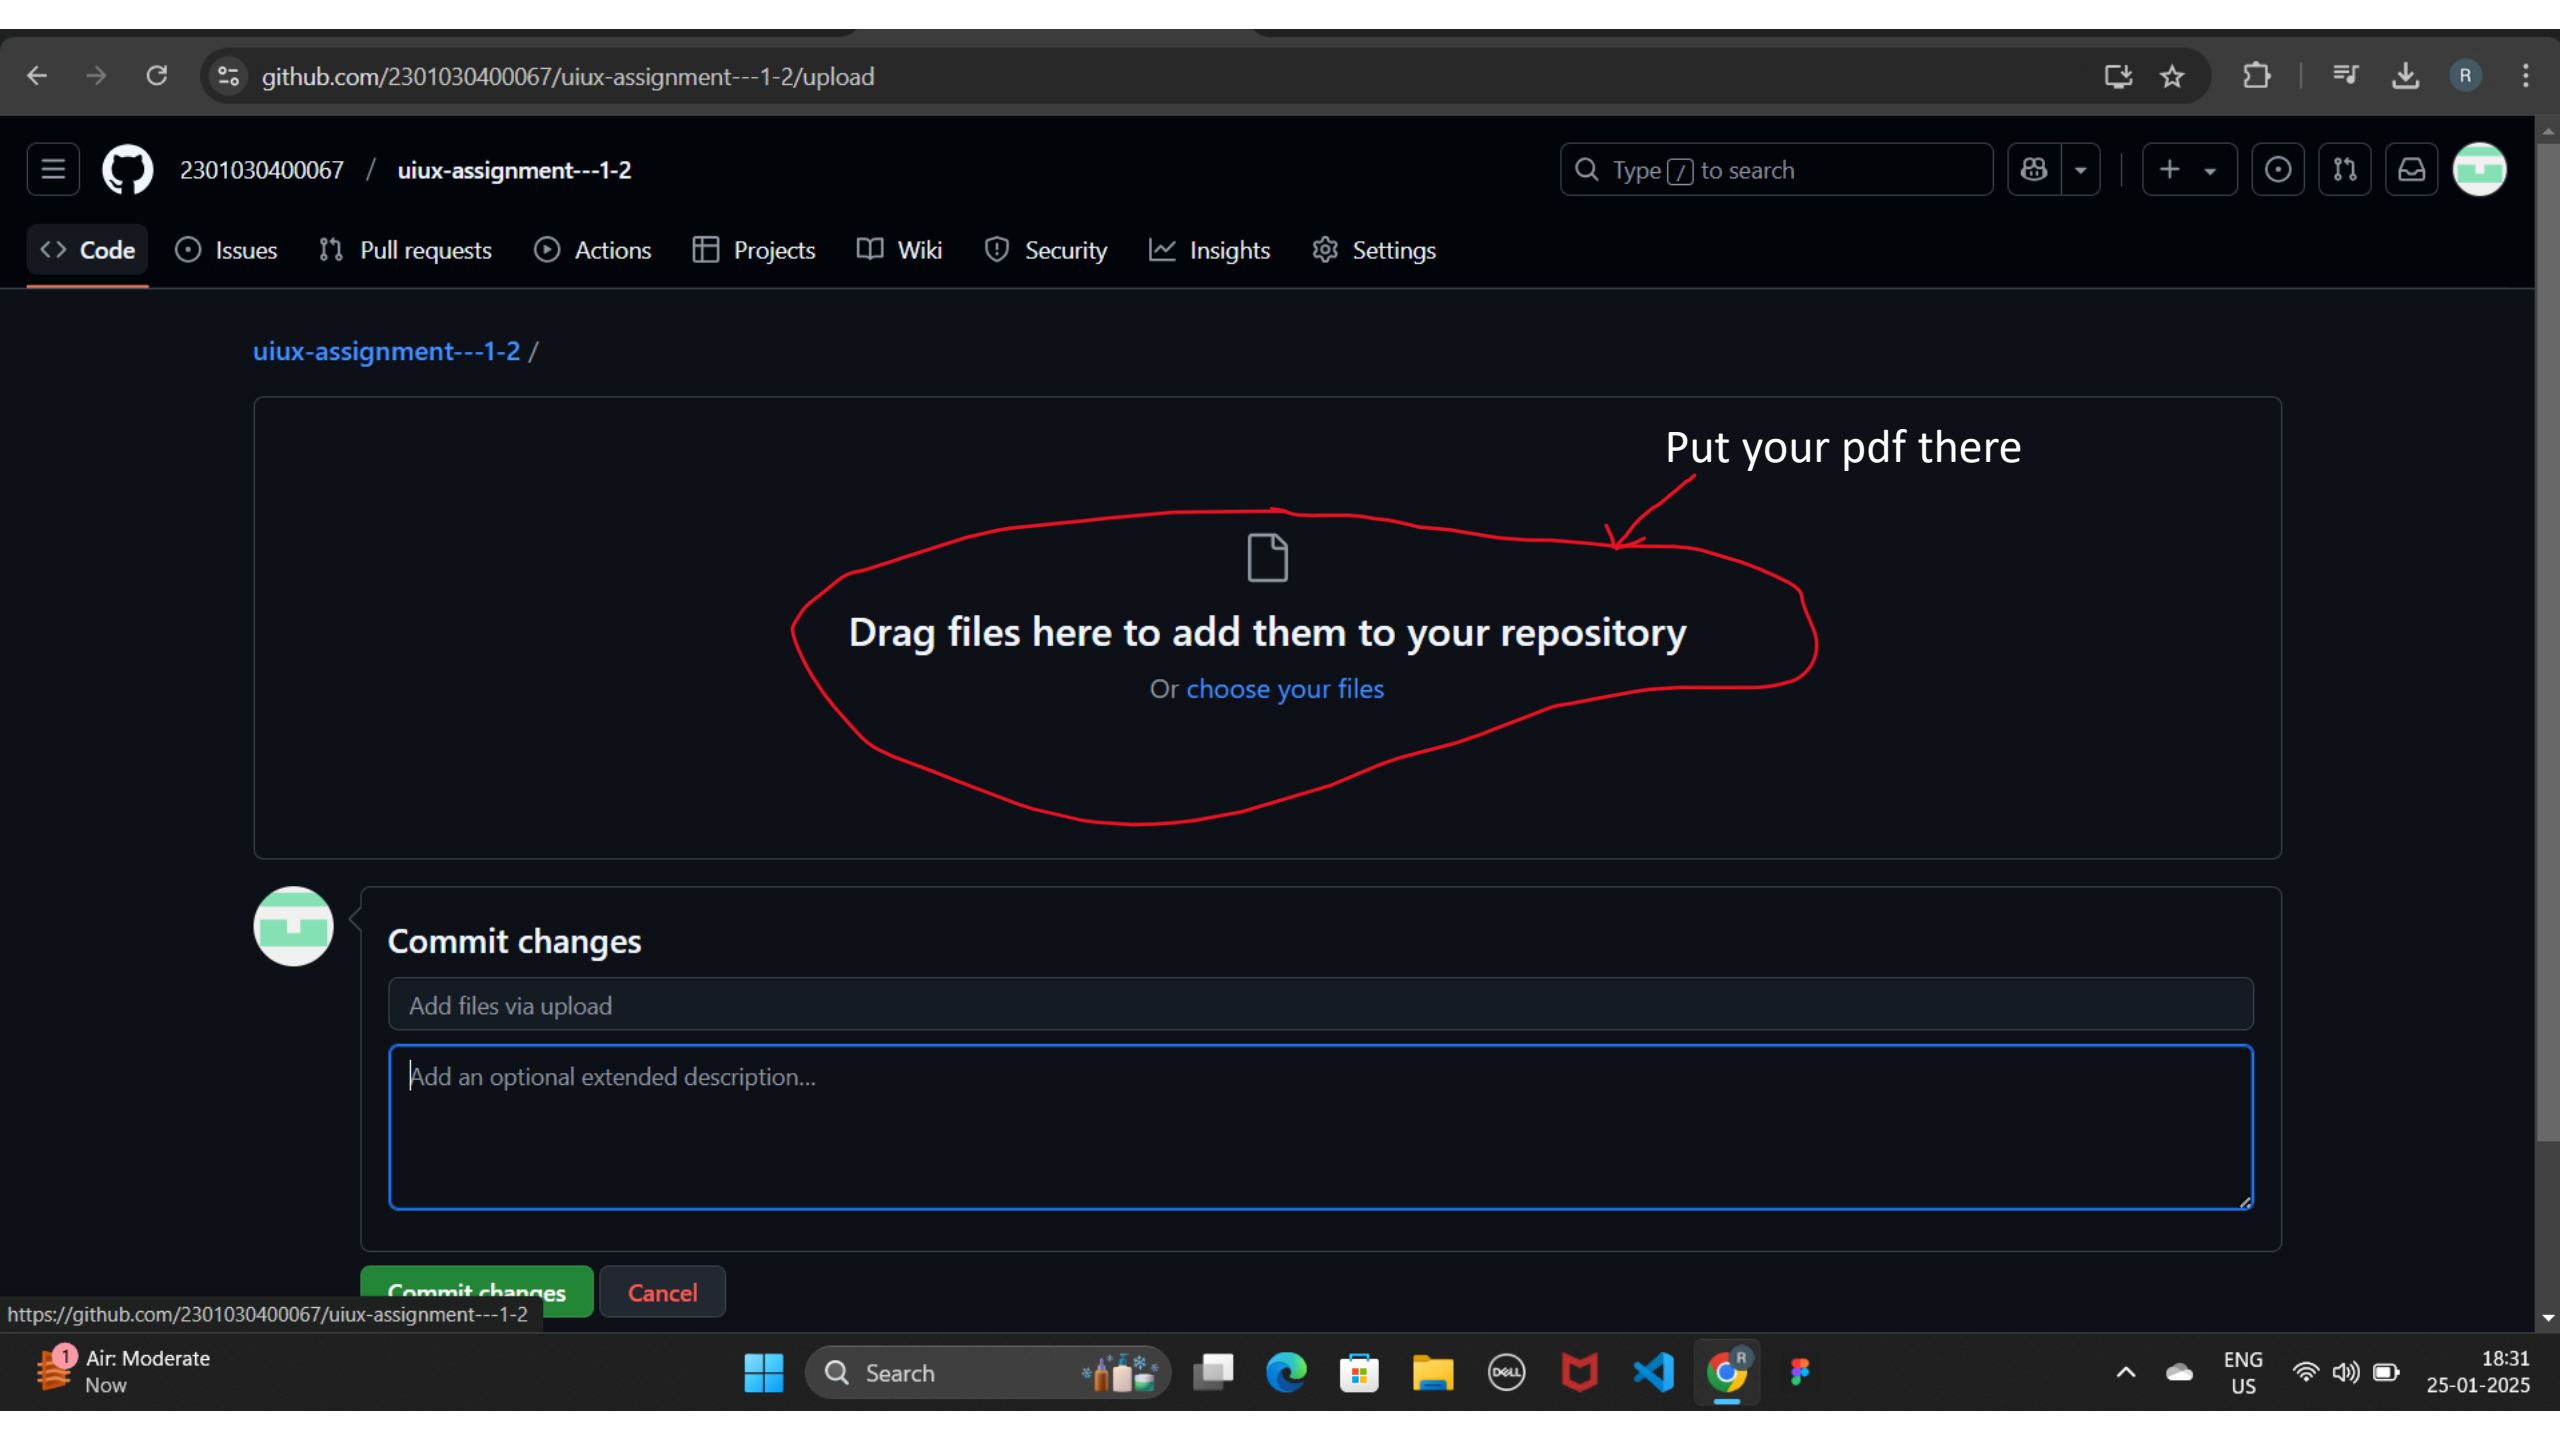 github.com/2301030400067/uiux-assignment---1-2/upload
R
2301030400067 / uiux-assignment---1-2
Type / to search
Code Issues Pull requests Actions Projects Wiki Security Insights Settings
uiux-assignment---1-2 /
Put your pdf there
Drag files here to add them to your repository
Or choose your files
Commit changes
Add files via upload
Add an optional extended description...
Commit changes Cancel
https://github.com/2301030400067/uiux-assignment---1-2
1
Air: Moderate
Now
Search
DELL
R
ENG
US
18:31
25-01-2025